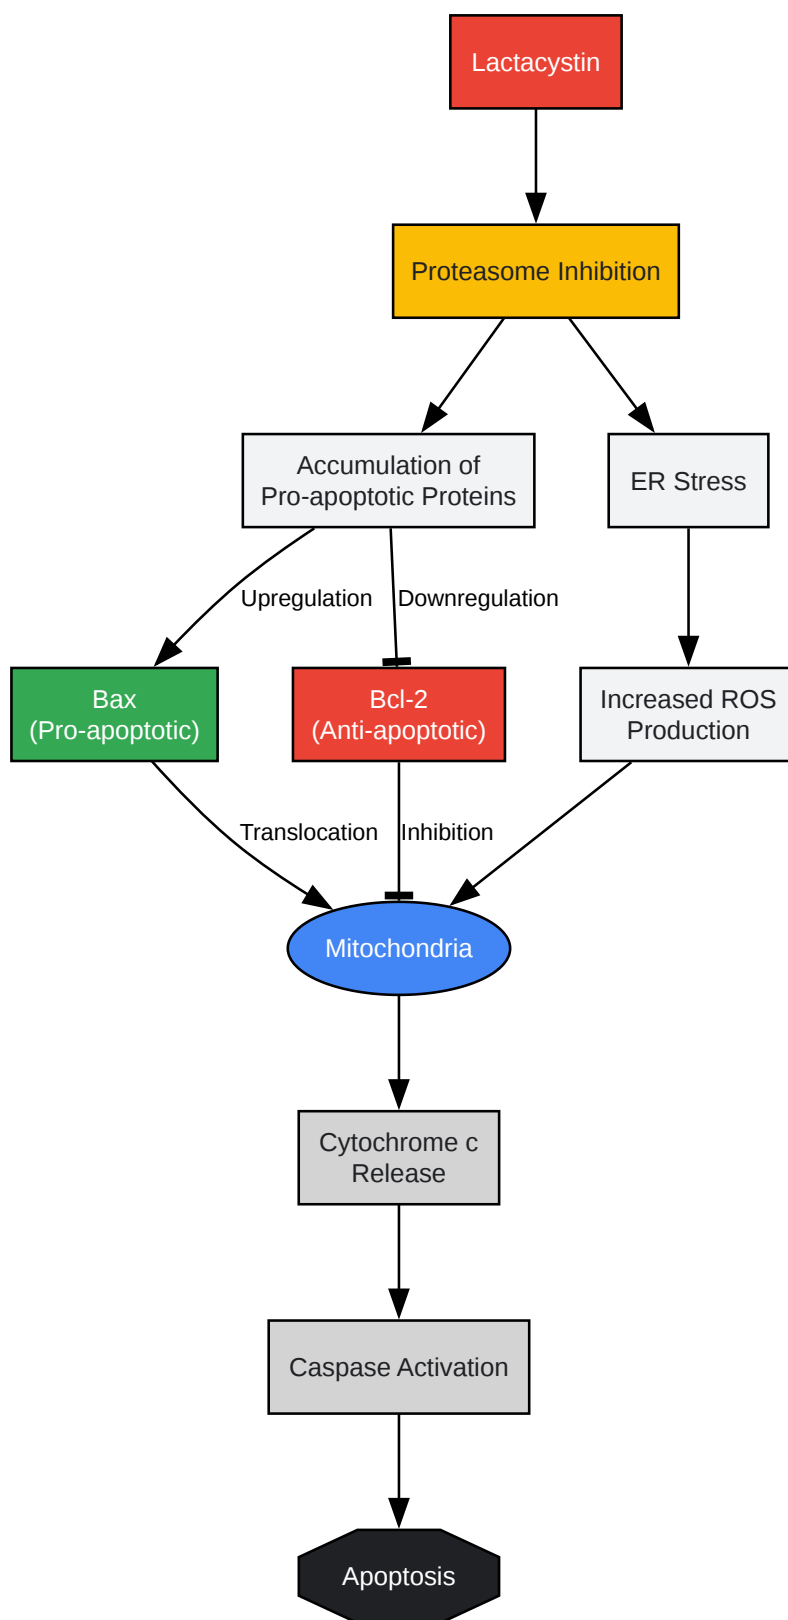 Lactacystin
Proteasome Inhibition
Accumulation of
Pro-apoptotic Proteins
ER Stress
Upregulation
Downregulation
Bax
(Pro-apoptotic)
Bcl-2
(Anti-apoptotic)
Increased ROS
Production
Translocation
Inhibition
Mitochondria
Cytochrome c
Release
Caspase Activation
Apoptosis